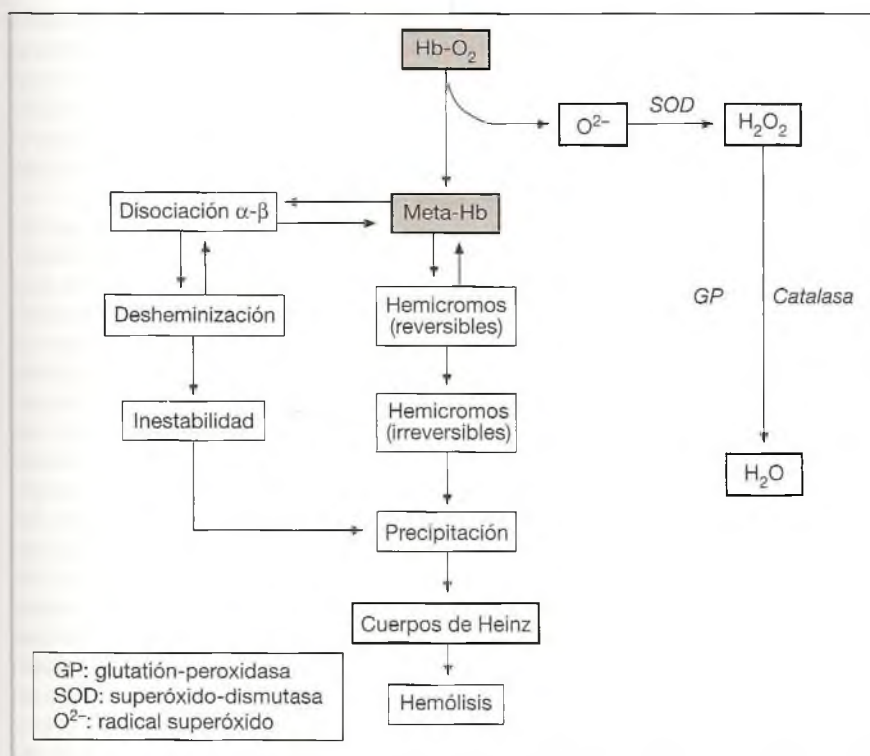 Hb-O₂
O²⁻
SOD
H₂O₂
Disociación α-β
Meta-Hb
GP
Catalasa
Desheminización
Hemicromos
(reversibles)
Inestabilidad
Hemicromos
(irreversibles)
H₂O
Precipitación
Cuerpos de Heinz
Hemólisis
GP: glutatión-peroxidasa
SOD: superóxido-dismutasa
O²⁻: radical superóxido